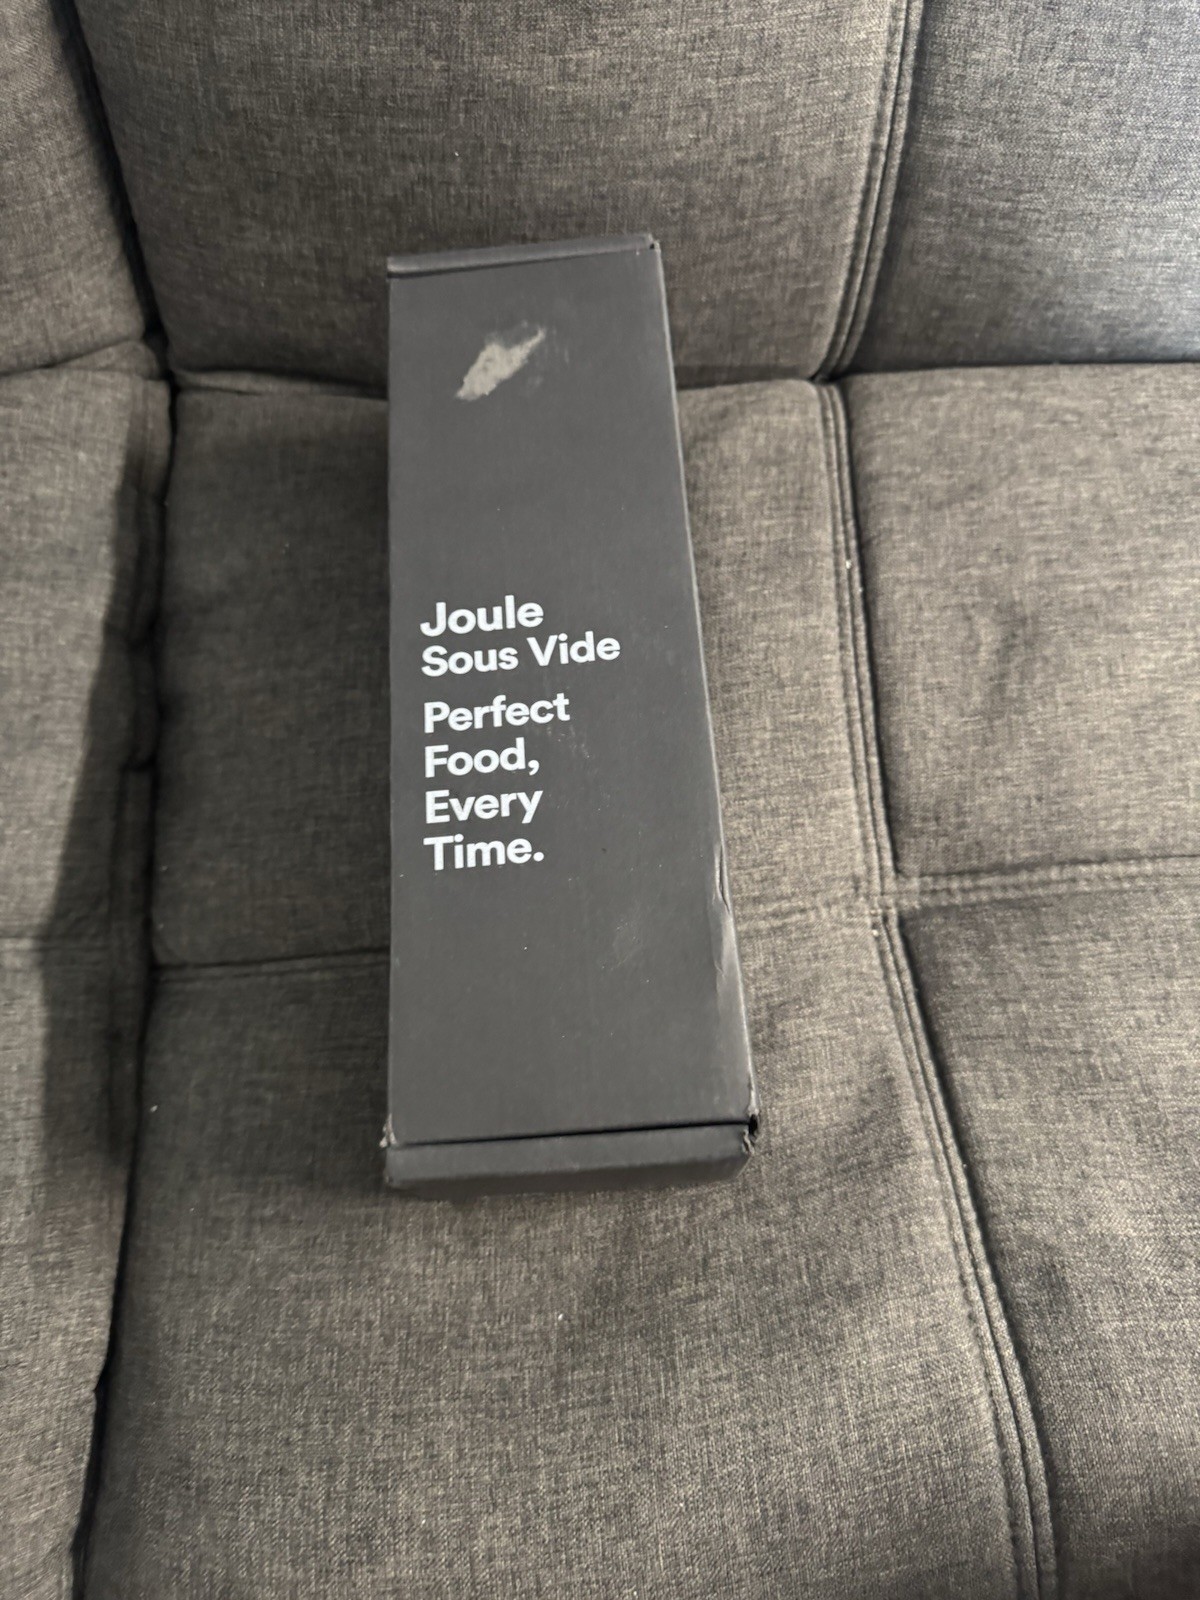 Joule
Sous Vide
Perfect
Food,
Every
Time.